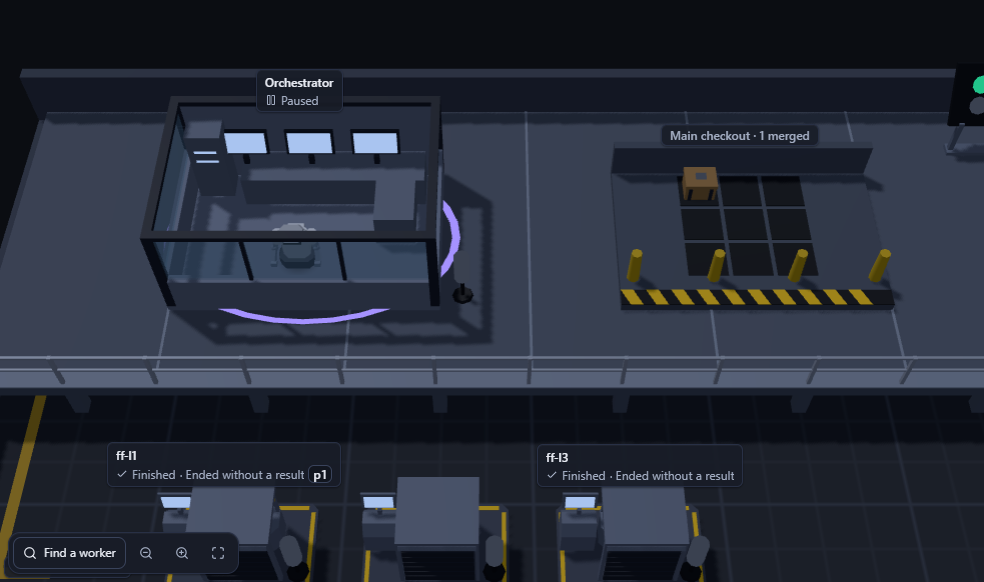 Orchestrator
Paused
Main checkout · 1 merged
ff-l1
Finished · Ended without a result p1
ff-l3
Finished · Ended without a result
Find a worker